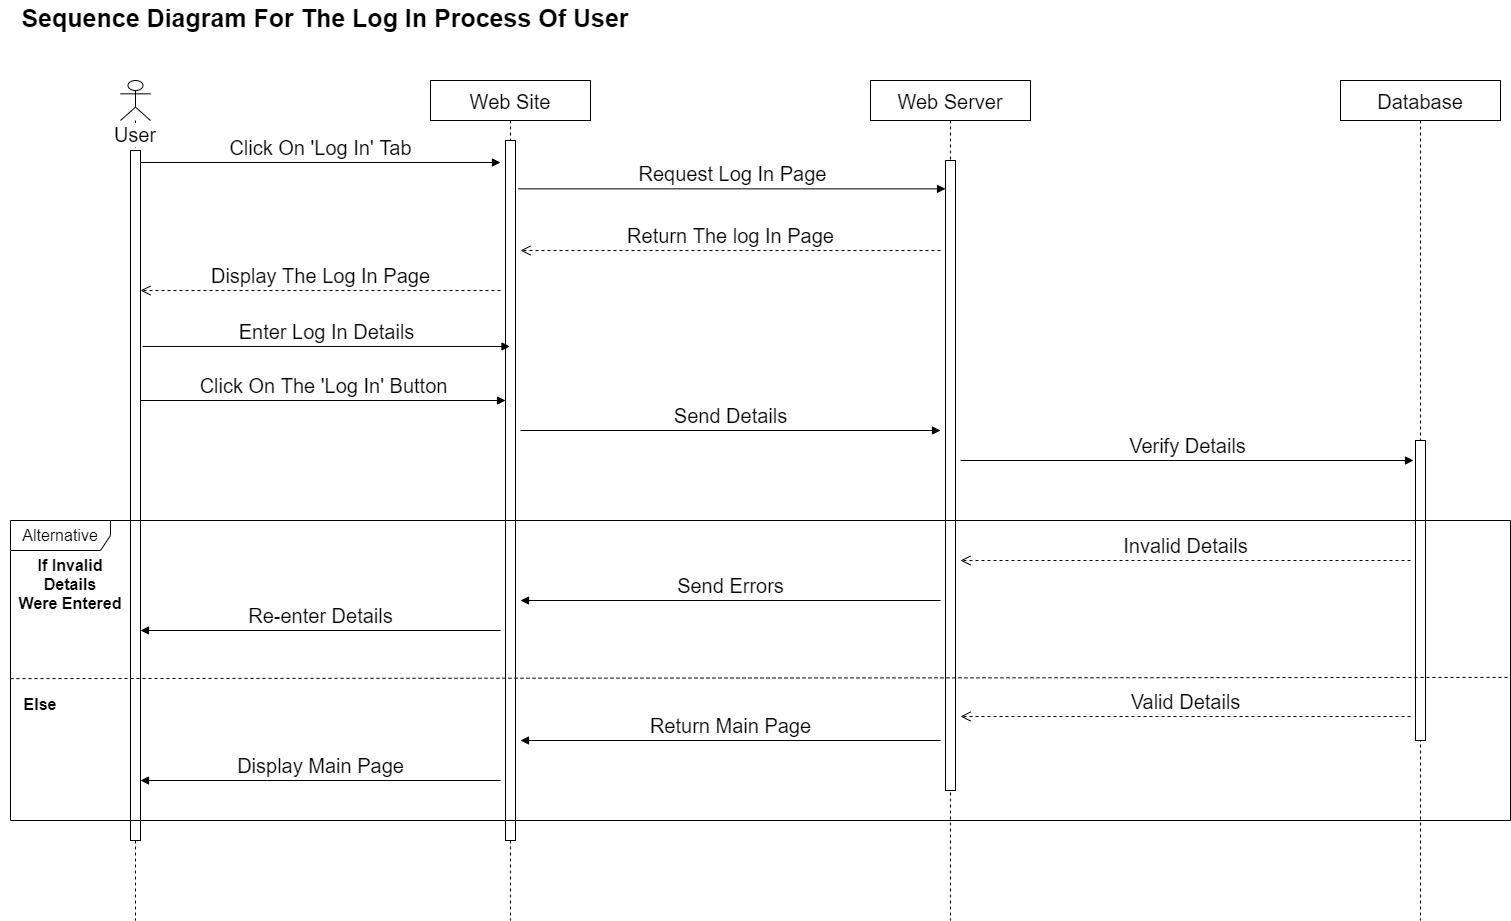 Sequence Diagram For The Log In Process Of User
User
Web Site
Web Server
Database
Click On 'Log In' Tab
Request Log In Page
Return The log In Page
Display The Log In Page
Enter Log In Details
Click On The 'Log In' Button
Send Details
Verify Details
Alternative
If Invalid
Details
Were Entered
Invalid Details
Send Errors
Re-enter Details
Else
Valid Details
Return Main Page
Display Main Page